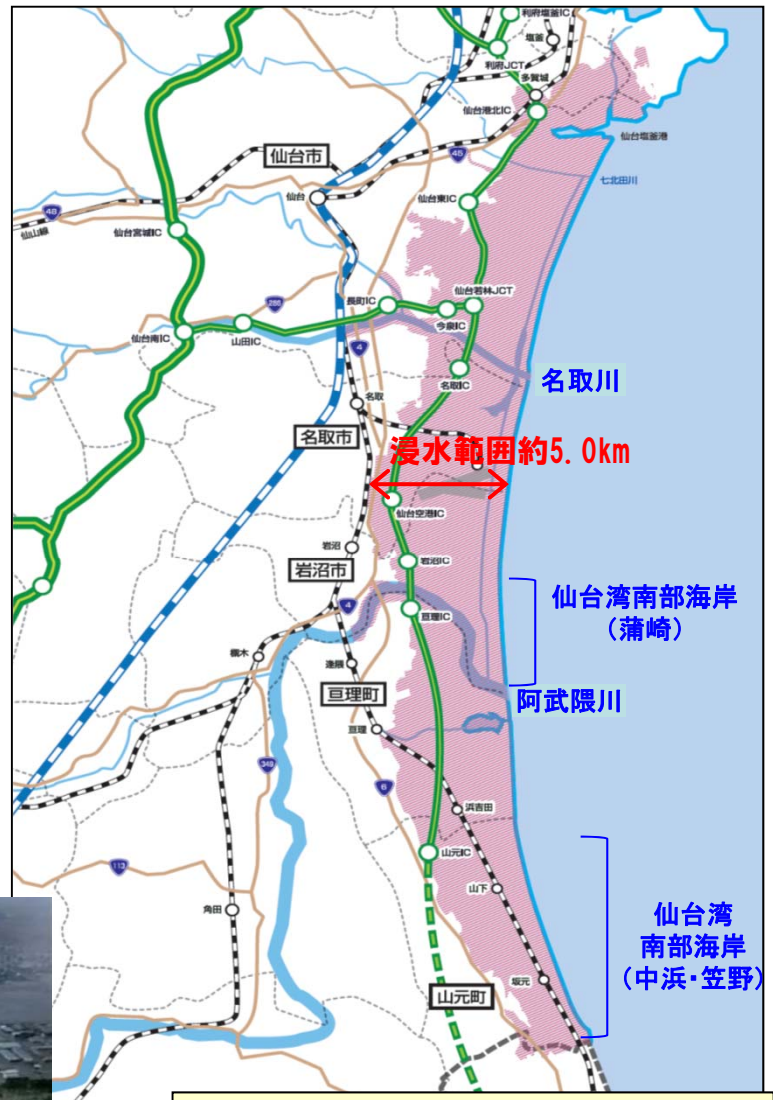 利府塩釜IC
塩釜
利府JCT
多賀城
仙台港北IC
仙台塩釜港
45
仙台市
七北田川
仙台
仙台東IC
48
仙山線
仙台宮城IC
仙台若林JCT
286
長町IC
今泉IC
仙台南IC
山田IC
4
名取IC
名取川
名取
名取市
浸水範囲約5.0km
仙台空港IC
岩沼
岩沼IC
岩沼市
仙台湾南部海岸
(蒲崎)
4
亘理IC
槻木
逢隈
亘理町
阿武隈川
亘理
349
6
浜吉田
山元IC
113
山下
角田
仙台湾
南部海岸
(中浜・笠野)
坂元
山元町